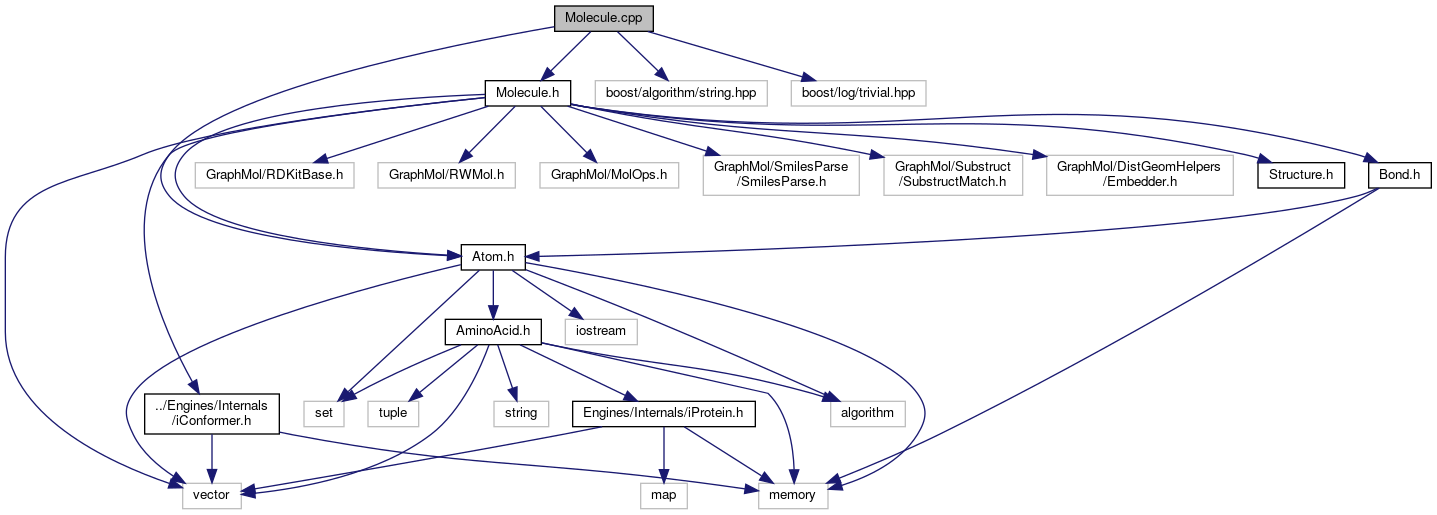 Molecule.cpp
Molecule.h
boost/algorithm/string.hpp
boost/log/trivial.hpp
GraphMol/RDKitBase.h
GraphMol/RWMol.h
GraphMol/MolOps.h
GraphMol/SmilesParse
/SmilesParse.h
GraphMol/Substruct
/SubstructMatch.h
GraphMol/DistGeomHelpers
/Embedder.h
Structure.h
Bond.h
Atom.h
AminoAcid.h
iostream
../Engines/Internals
/iConformer.h
set
tuple
string
Engines/Internals/iProtein.h
algorithm
vector
map
memory